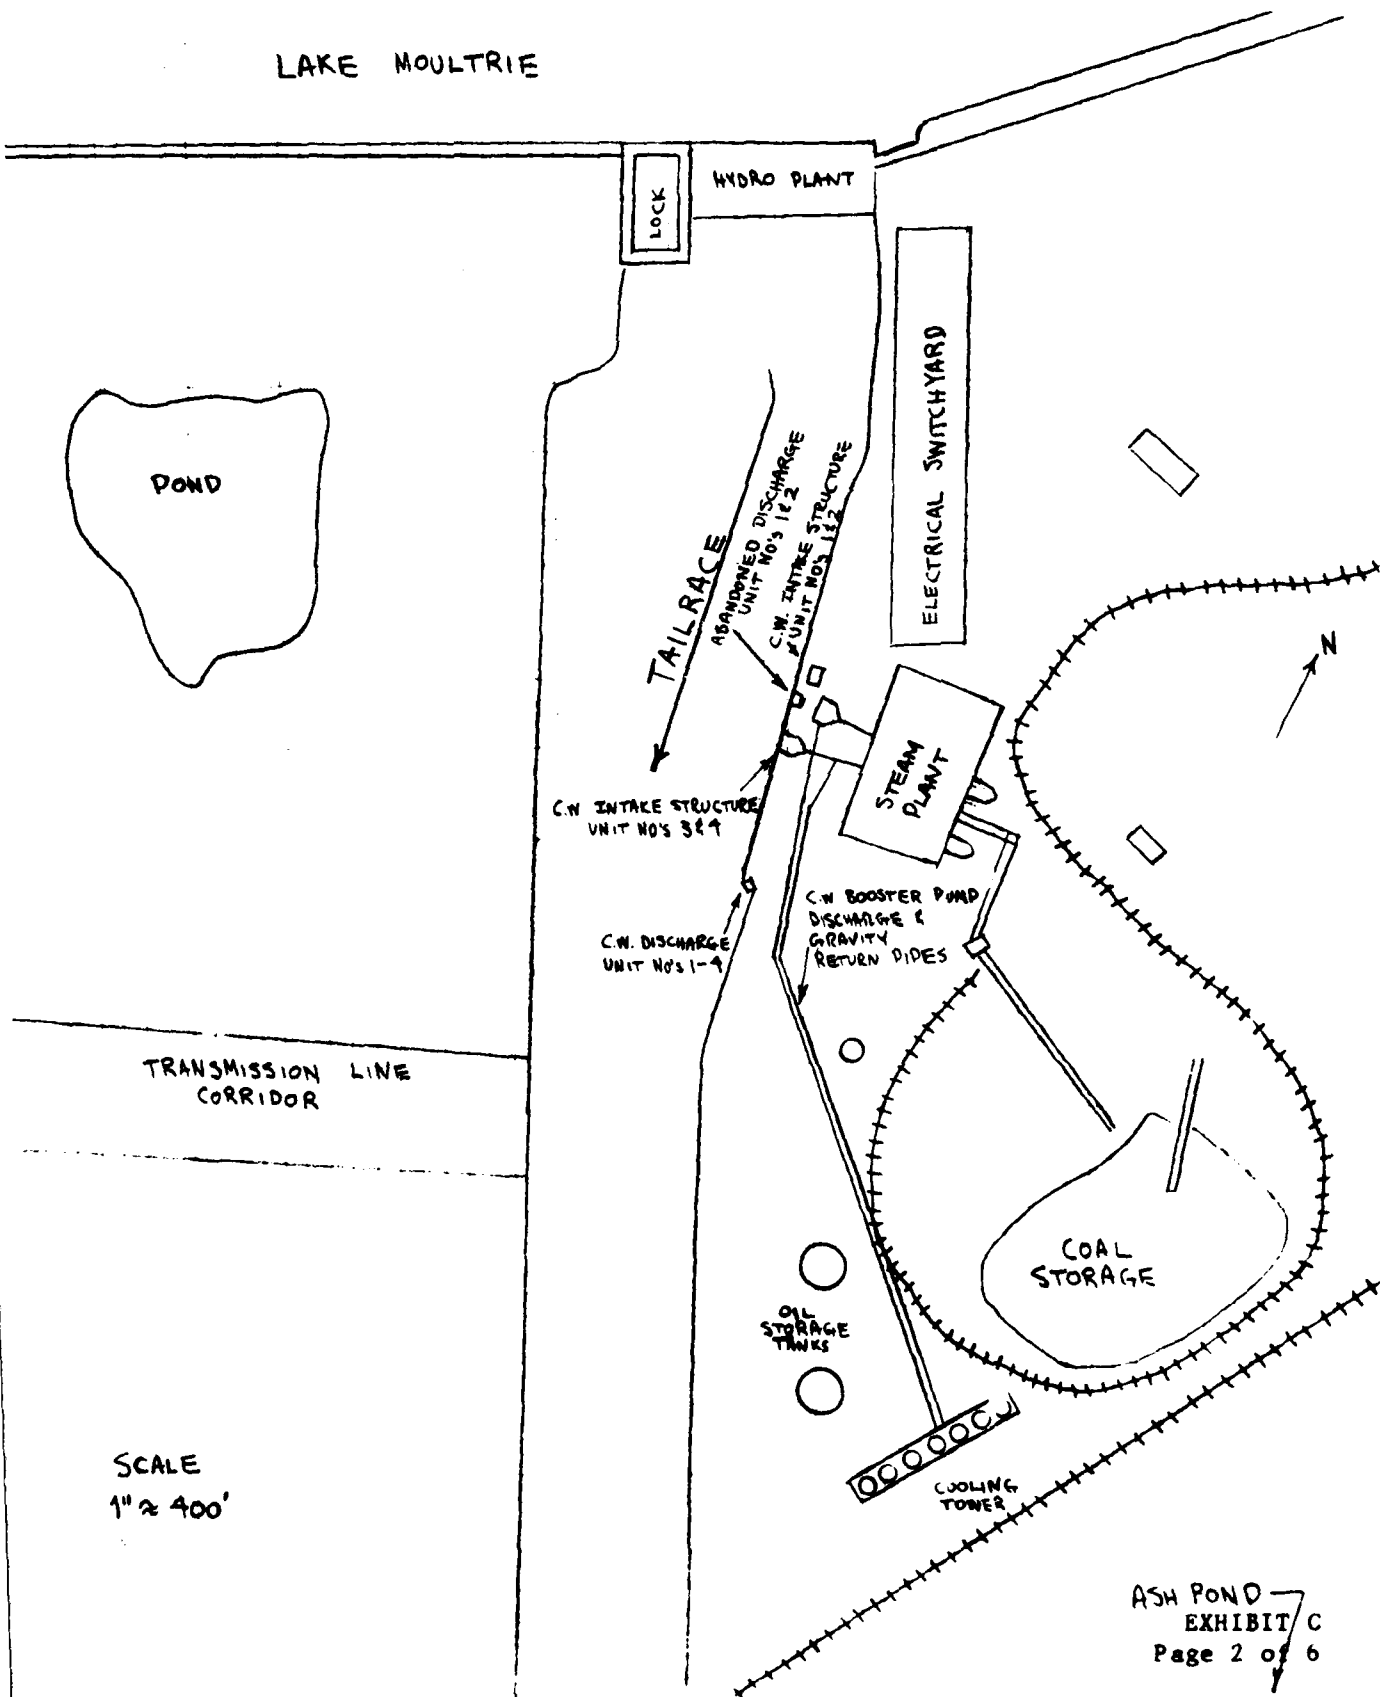 LAKE MOULTRIE
HYDRO PLANT
LOCK
ELECTRICAL SWITCHYARD
POND
TAILRACE
ABANDONED DISCHARGE
UNIT NO'S 1&2
C.W. INTAKE STRUCTURE
UNIT NO'S 1&2
N
STEAM
PLANT
C.W INTAKE STRUCTURE
UNIT NO'S 3&4
C.W BOOSTER PUMP
DISCHARGE &
GRAVITY
RETURN PIPES
C.W. DISCHARGE
UNIT NO'S 1-4
TRANSMISSION LINE
CORRIDOR
COAL
STORAGE
OIL
STORAGE
TANKS
SCALE
1" ≈ 400'
COOLING
TOWER
ASH POND
EXHIBIT C
Page 2 of 6